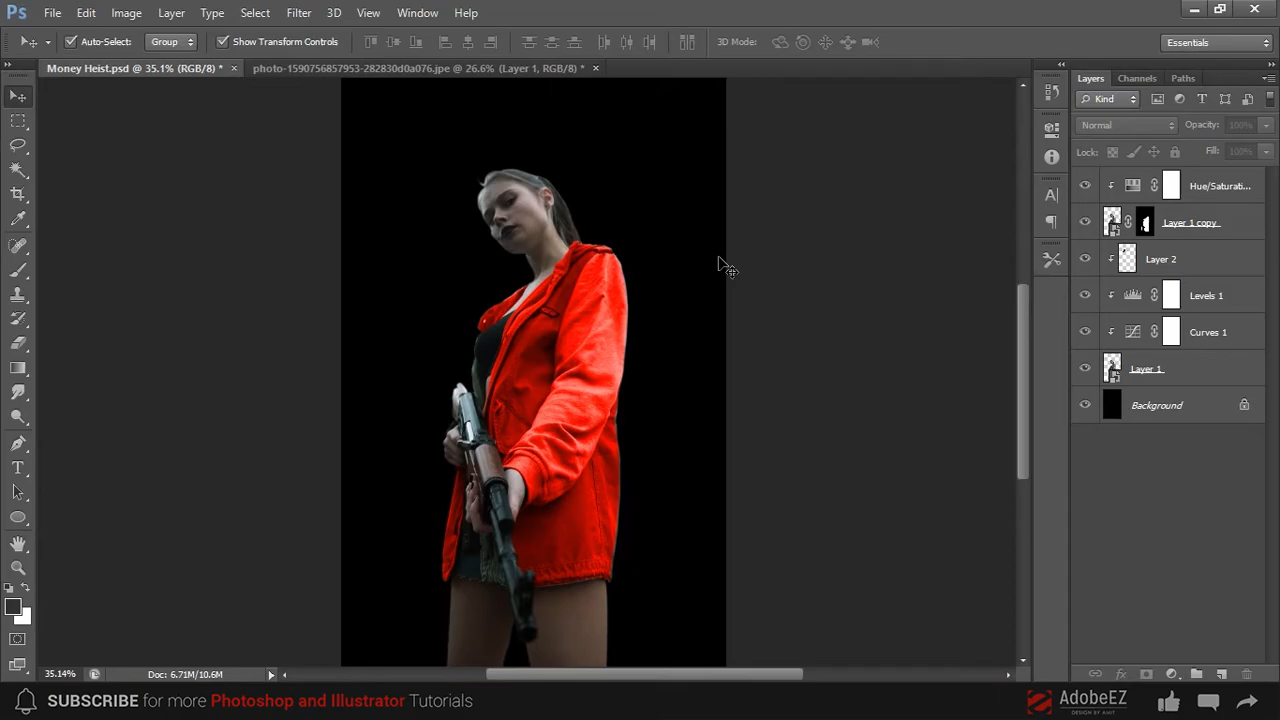 Ps File Edit Image Layer Type Select Filter 3D View Window Help
Auto-Select: Group Show Transform Controls 3D Mode: Essentials
Money Heist.psd @ 35.1% (RGB/8) * × photo-1590756857953-282830d0a076.jpe @ 26.6% (Layer 1, RGB/8) * ×
Layers Channels Paths
Kind
Normal Opacity: 100%
Lock: Fill: 100%
Hue/Saturati...
Layer 1 copy
Layer 2
Levels 1
Curves 1
Layer 1
Background
35.14% Doc: 6.71M/10.6M
SUBSCRIBE for more Photoshop and Illustrator Tutorials
AdobeEZ
DESIGN BY AMIT